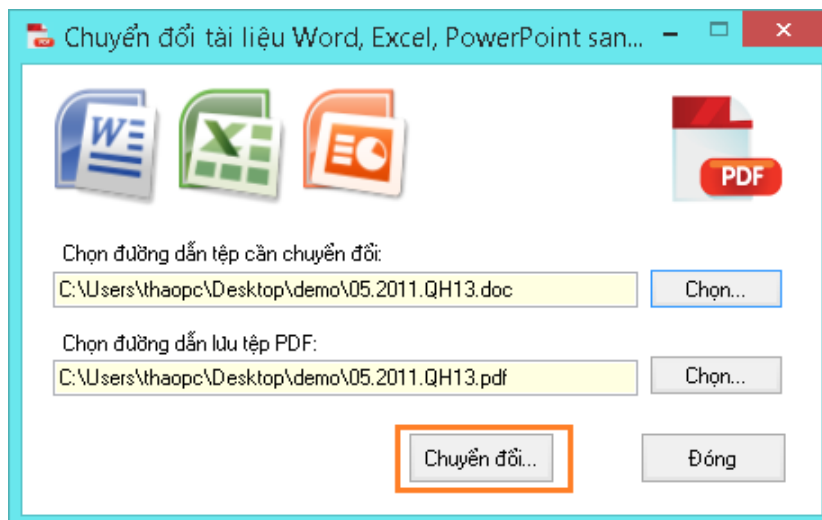 Chuyển đổi tài liệu Word, Excel, PowerPoint san...
W
X
PDF
Chọn đường dẫn tệp cần chuyển đổi:
C:\Users\thaopc\Desktop\demo\05.2011.QH13.doc
Chọn...
Chọn đường dẫn lưu tệp PDF:
C:\Users\thaopc\Desktop\demo\05.2011.QH13.pdf
Chọn...
Chuyển đổi...
Đóng